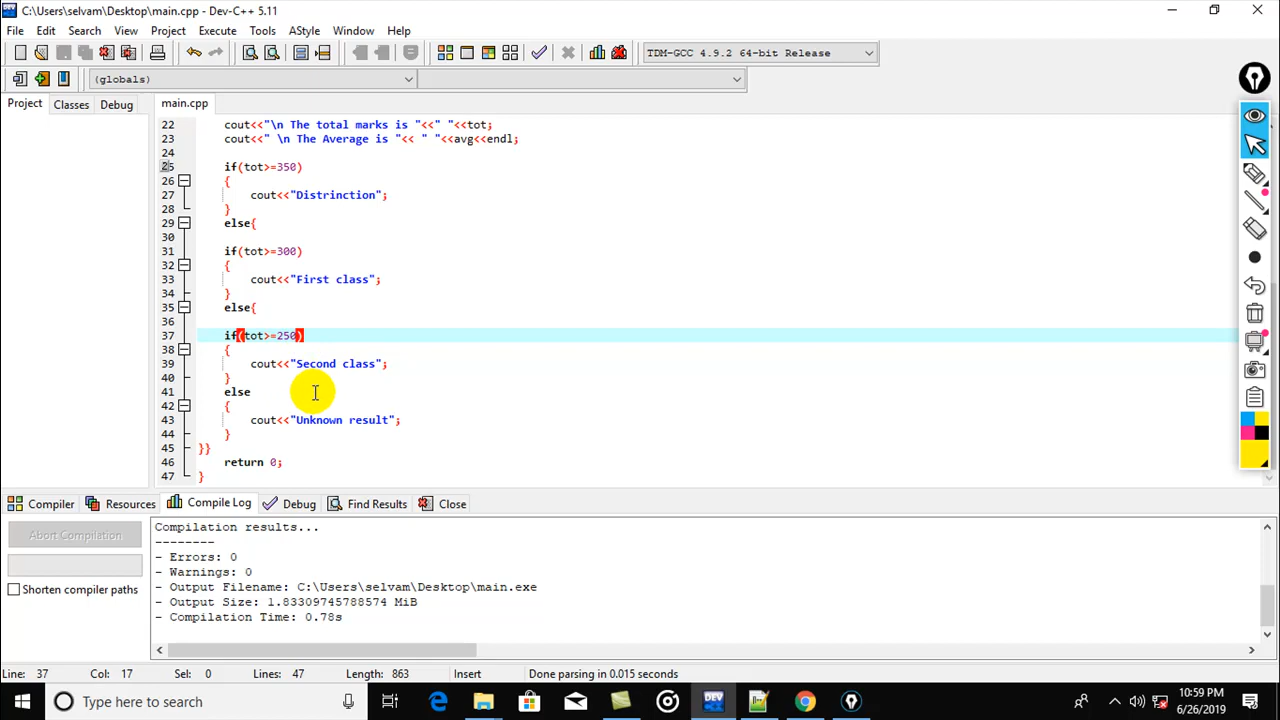 C:\Users\selvam\Desktop\main.cpp - Dev-C++ 5.11
File Edit Search View Project Execute Tools AStyle Window Help
TDM-GCC 4.9.2 64-bit Release
(globals)
Project Classes Debug main.cpp
22 cout<<"\n The total marks is "<<" "<<tot;
23 cout<<" \n The Average is "<< " "<<avg<<endl;
24
25 if(tot>=350)
26 {
27 cout<<"Distrinction";
28 }
29 else{
30
31 if(tot>=300)
32 {
33 cout<<"First class";
34 }
35 else{
36
37 if(tot>=250)
38 {
39 cout<<"Second class";
40 }
41 else
42 {
43 cout<<"Unknown result";
44 }
45 }}
46 return 0;
47 }
Compiler Resources Compile Log Debug Find Results Close
Abort Compilation
Shorten compiler paths
Compilation results...
--------
- Errors: 0
- Warnings: 0
- Output Filename: C:\Users\selvam\Desktop\main.exe
- Output Size: 1.83309745788574 MiB
- Compilation Time: 0.78s
Line: 37 Col: 17 Sel: 0 Lines: 47 Length: 863 Insert Done parsing in 0.015 seconds
Type here to search
DEV
10:59 PM
6/26/2019